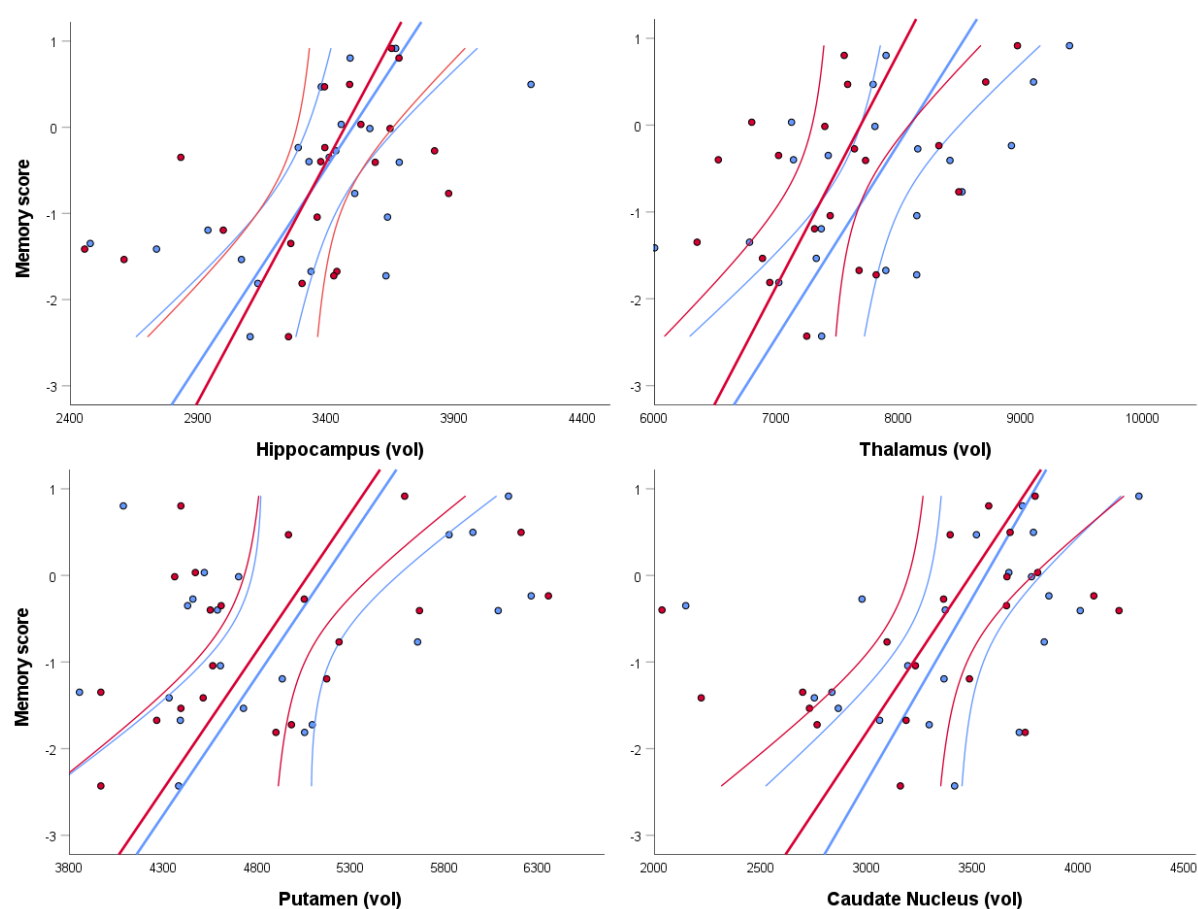 1
0
-1
-2
-3
Memory score
2400 2900 3400 3900 4400
Hippocampus (vol)
1
0
-1
-2
-3
6000 7000 8000 9000 10000
Thalamus (vol)
1
0
-1
-2
-3
Memory score
3800 4300 4800 5300 5800 6300
Putamen (vol)
1
0
-1
-2
-3
2000 2500 3000 3500 4000 4500
Caudate Nucleus (vol)